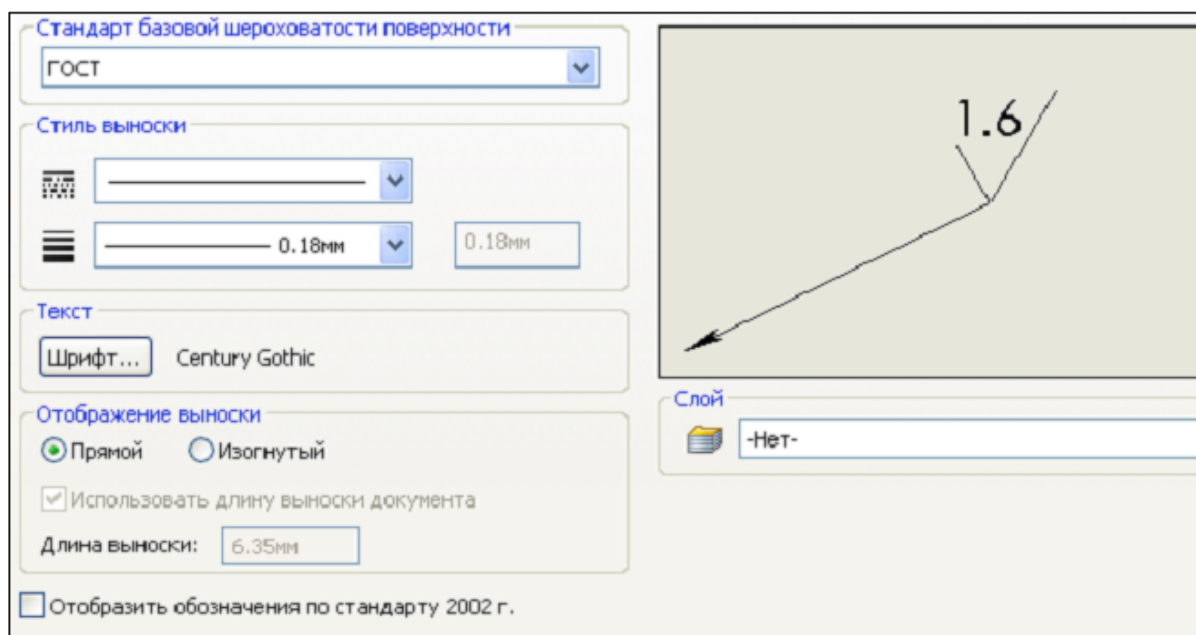 Стандарт базовой шероховатости поверхности
ГОСТ
Стиль выноски
0.18мм
0.18мм
Текст
Шрифт...
Century Gothic
Отображение выноски
Прямой
Изогнутый
Использовать длину выноски документа
Длина выноски:
6.35мм
Отобразить обозначения по стандарту 2002 г.
1.6
Слой
-Нет-